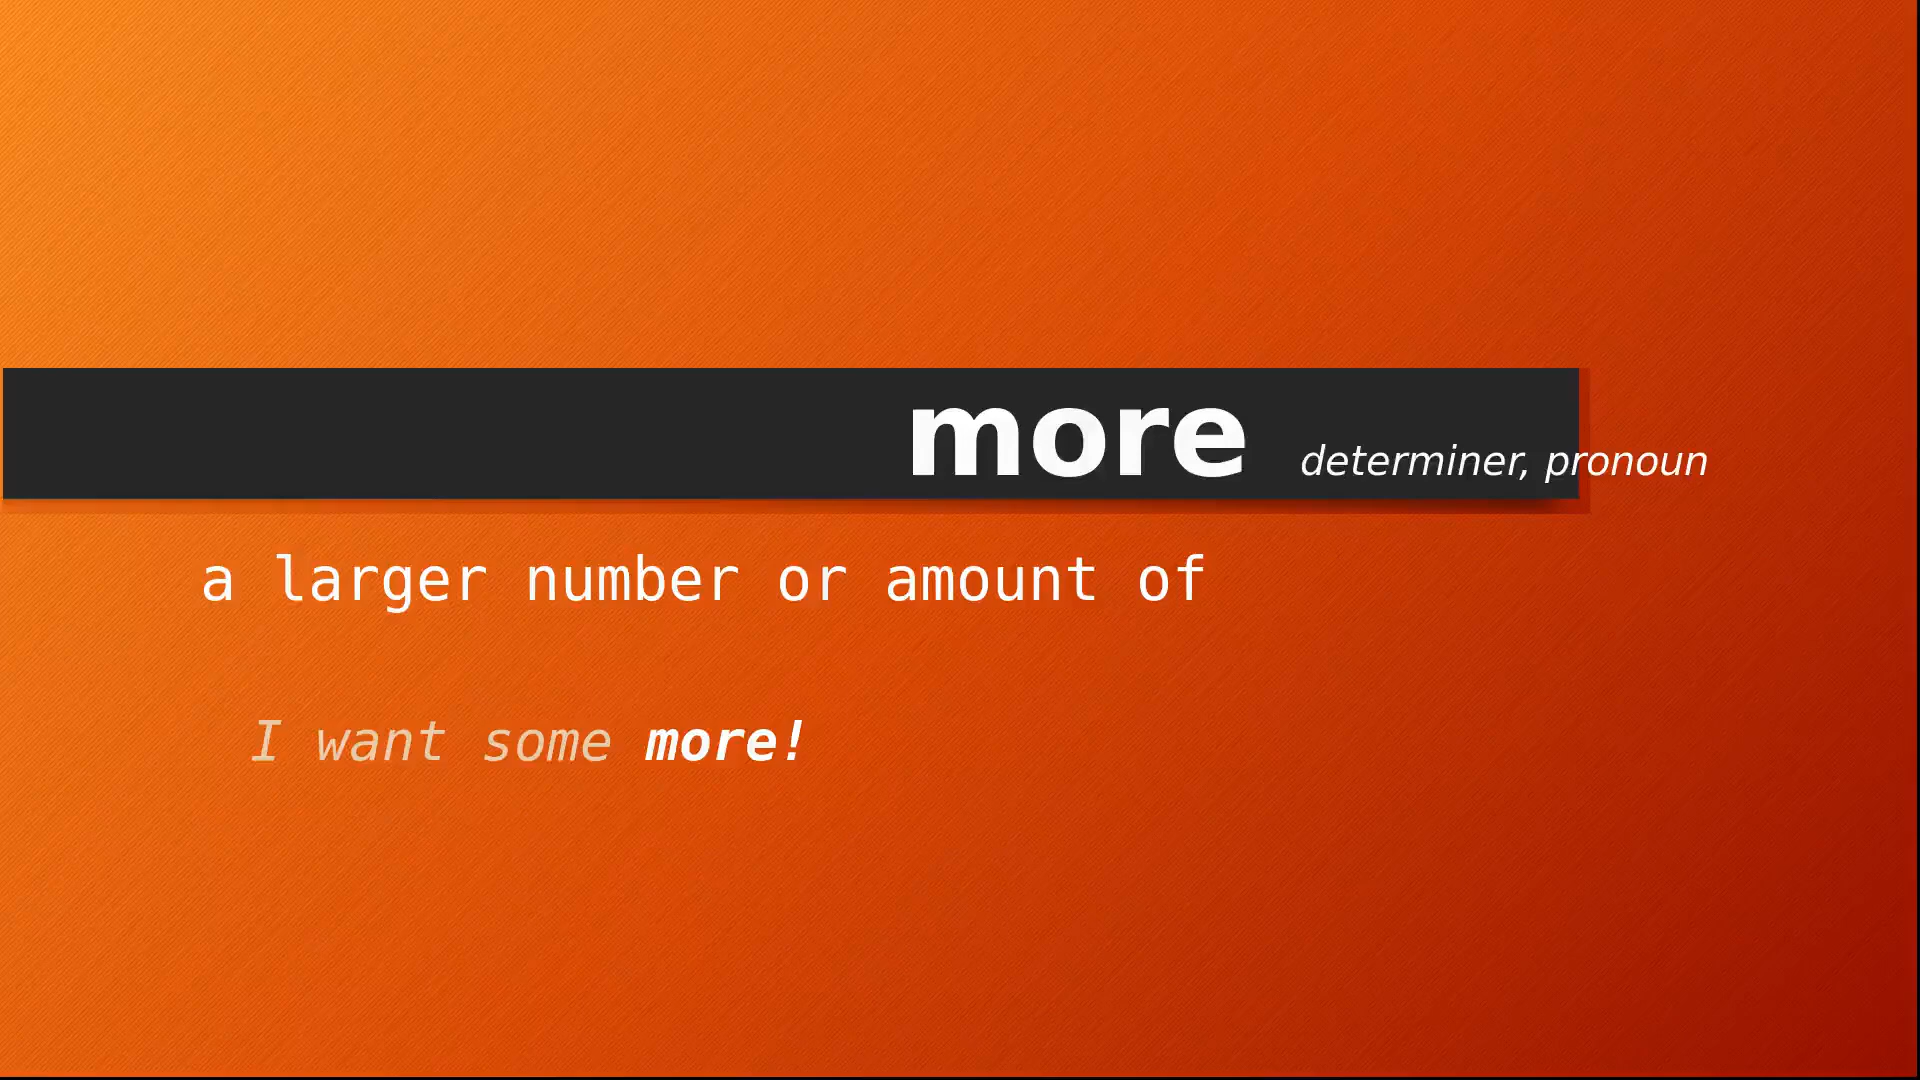 more determiner, pronoun
a larger number or amount of
I want some more!